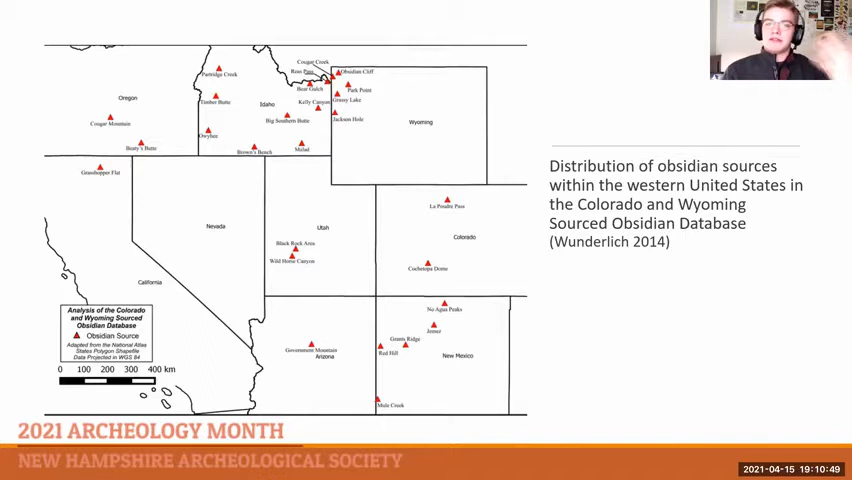 Cougar Creek
Partridge Creek
Reas Pass
Obsidian Cliff
Bear Gulch
Park Point
Oregon
Timber Butte
Idaho
Kelly Canyon
Grassy Lake
Cougar Mountain
Big Southern Butte
Jackson Hole
Wyoming
Owyhee
Beaty's Butte
Brown's Bench
Malad
Grasshopper Flat
La Poudre Pass
Nevada
Utah
Colorado
Black Rock Area
Wild Horse Canyon
Cochetopa Dome
California
No Agua Peaks
Jemez
Grants Ridge
Government Mountain
Red Hill
Arizona
New Mexico
Mule Creek
Analysis of the Colorado
and Wyoming Sourced
Obsidian Database
Obsidian Source
Adapted from the National Atlas
States Polygon Shapefile
Data Projected in WGS 84
0 100 200 300 400 km
Distribution of obsidian sources
within the western United States in
the Colorado and Wyoming
Sourced Obsidian Database
(Wunderlich 2014)
2021 ARCHEOLOGY MONTH
NEW HAMPSHIRE ARCHEOLOGICAL SOCIETY
2021-04-15 19:10:49